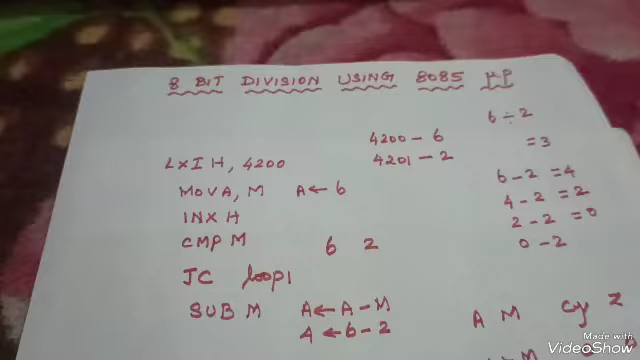 8 BIT DIVISION USING 8085 µP
6 ÷ 2
4200 - 6
= 3
LXI H, 4200
4201 - 2
6 - 2 = 4
MOV A, M A ← 6
4 - 2 = 2
INX H
2 - 2 = 0
CMP M 6 2
0 - 2
JC loop1
SUB M A ← A - M
A M Cy Z
4 ← 6 - 2
Made with
VideoShow